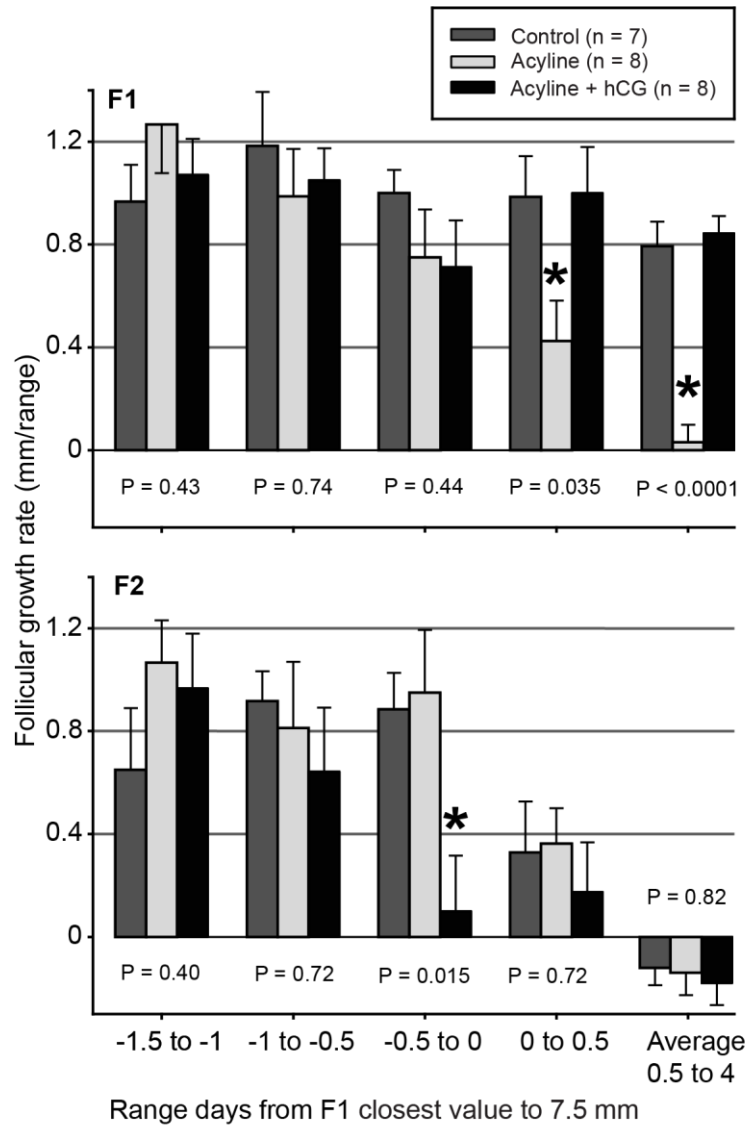 Control (n = 7)
Acyline (n = 8)
Acyline + hCG (n = 8)
F1
1.2
0.8
0.4
0
*
*
P = 0.43
P = 0.74
P = 0.44
P = 0.035
P < 0.0001
Follicular growth rate (mm/range)
F2
1.2
0.8
0.4
0
*
P = 0.82
P = 0.40
P = 0.72
P = 0.015
P = 0.72
-1.5 to -1
-1 to -0.5
-0.5 to 0
0 to 0.5
Average
0.5 to 4
Range days from F1 closest value to 7.5 mm